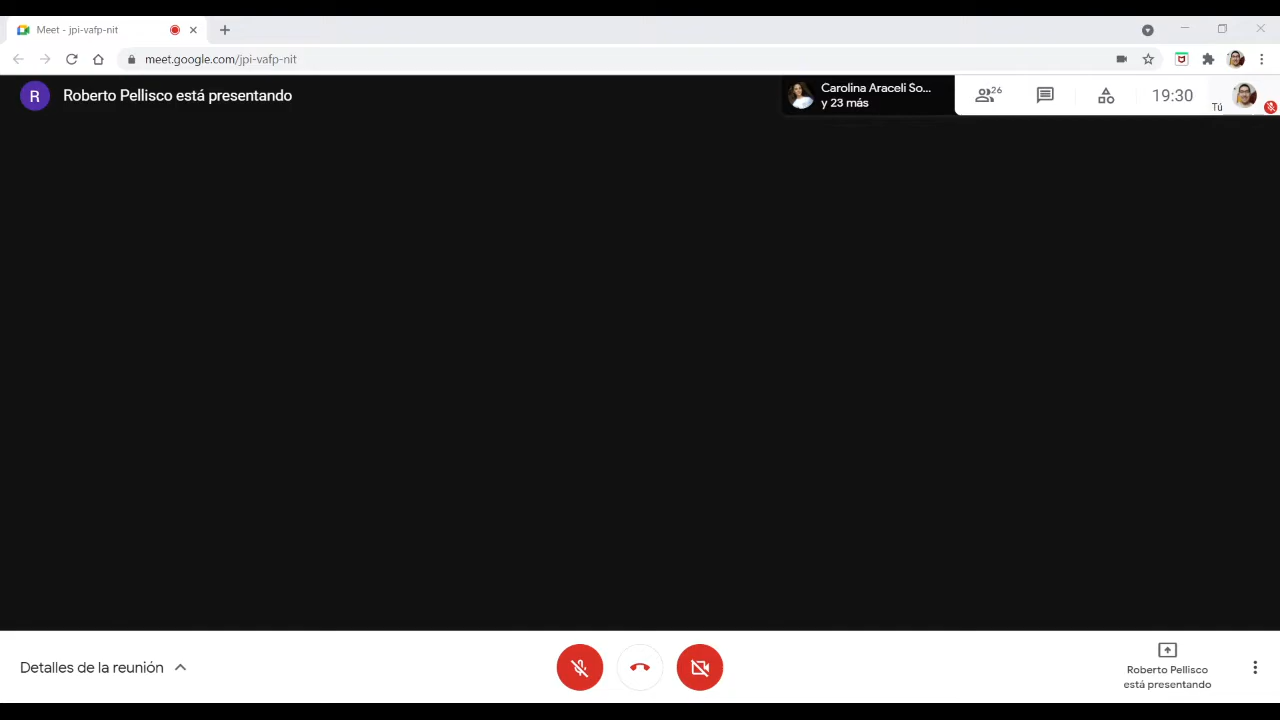 Meet - jpi-vafp-nit
meet.google.com/jpi-vafp-nit
R
Roberto Pellisco está presentando
Carolina Araceli So...
y 23 más
26
19:30
Tú
Detalles de la reunión
Roberto Pellisco
está presentando